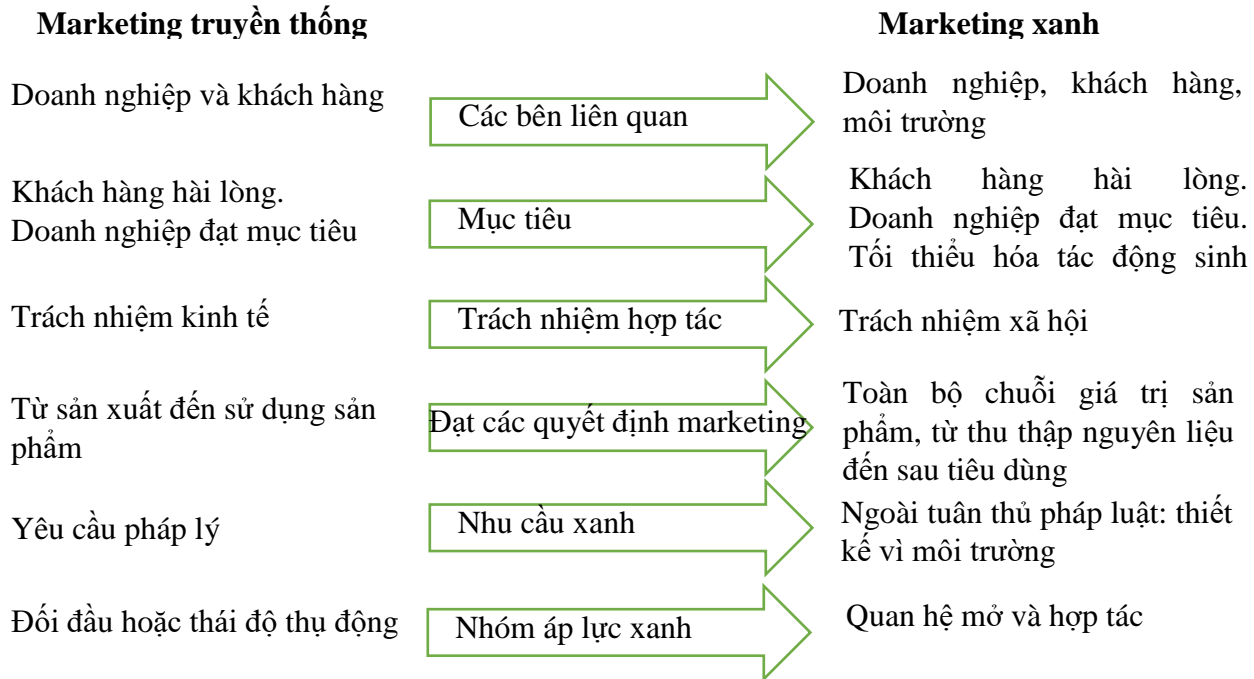 Marketing truyền thống
Marketing xanh
Doanh nghiệp và khách hàng
Các bên liên quan
Doanh nghiệp, khách hàng,
môi trường
Khách hàng hài lòng.
Doanh nghiệp đạt mục tiêu
Mục tiêu
Khách hàng hài lòng.
Doanh nghiệp đạt mục tiêu.
Tối thiểu hóa tác động sinh
Trách nhiệm kinh tế
Trách nhiệm hợp tác
Trách nhiệm xã hội
Từ sản xuất đến sử dụng sản
phẩm
Đạt các quyết định marketing
Toàn bộ chuỗi giá trị sản
phẩm, từ thu thập nguyên liệu
đến sau tiêu dùng
Yêu cầu pháp lý
Nhu cầu xanh
Ngoài tuân thủ pháp luật: thiết
kế vì môi trường
Đối đầu hoặc thái độ thụ động
Nhóm áp lực xanh
Quan hệ mở và hợp tác